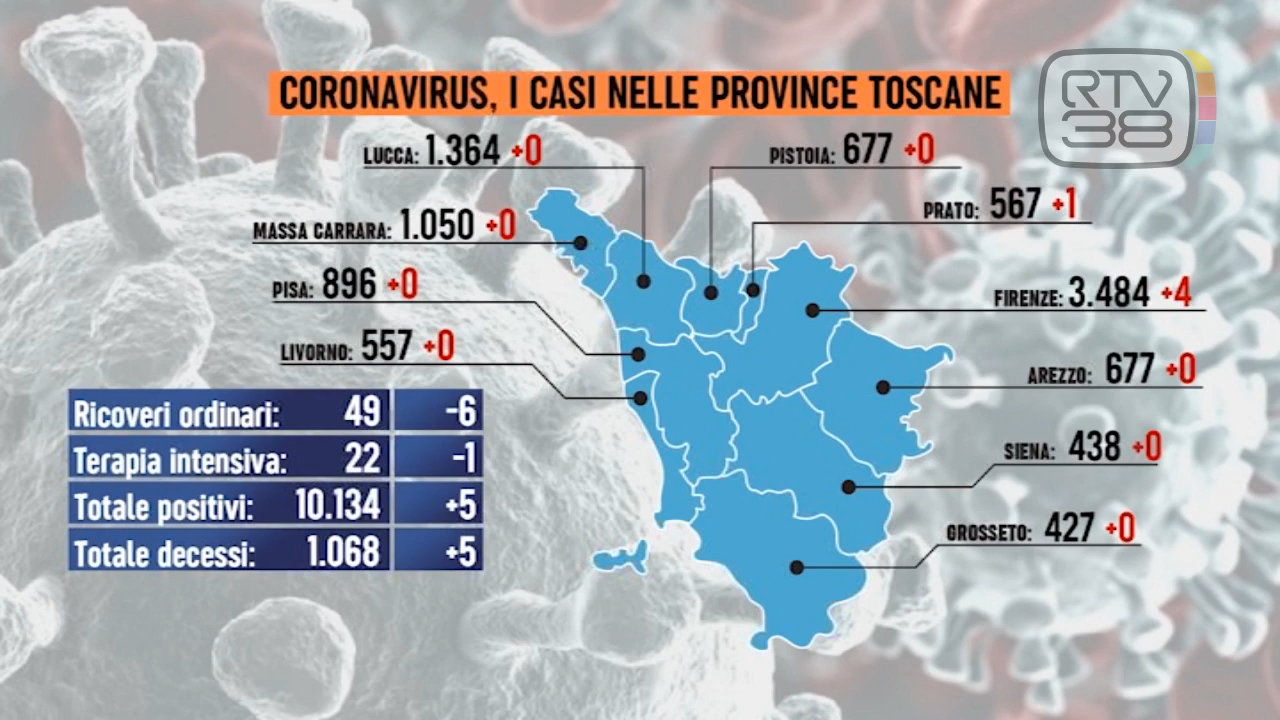 CORONAVIRUS, I CASI NELLE PROVINCE TOSCANE
RTV
38
LUCCA: 1.364 +0
PISTOIA: 677 +0
MASSA CARRARA: 1.050 +0
PRATO: 567 +1
PISA: 896 +0
FIRENZE: 3.484 +4
LIVORNO: 557 +0
AREZZO: 677 +0
SIENA: 438 +0
GROSSETO: 427 +0
Ricoveri ordinari: 49 -6
Terapia intensiva: 22 -1
Totale positivi: 10.134 +5
Totale decessi: 1.068 +5